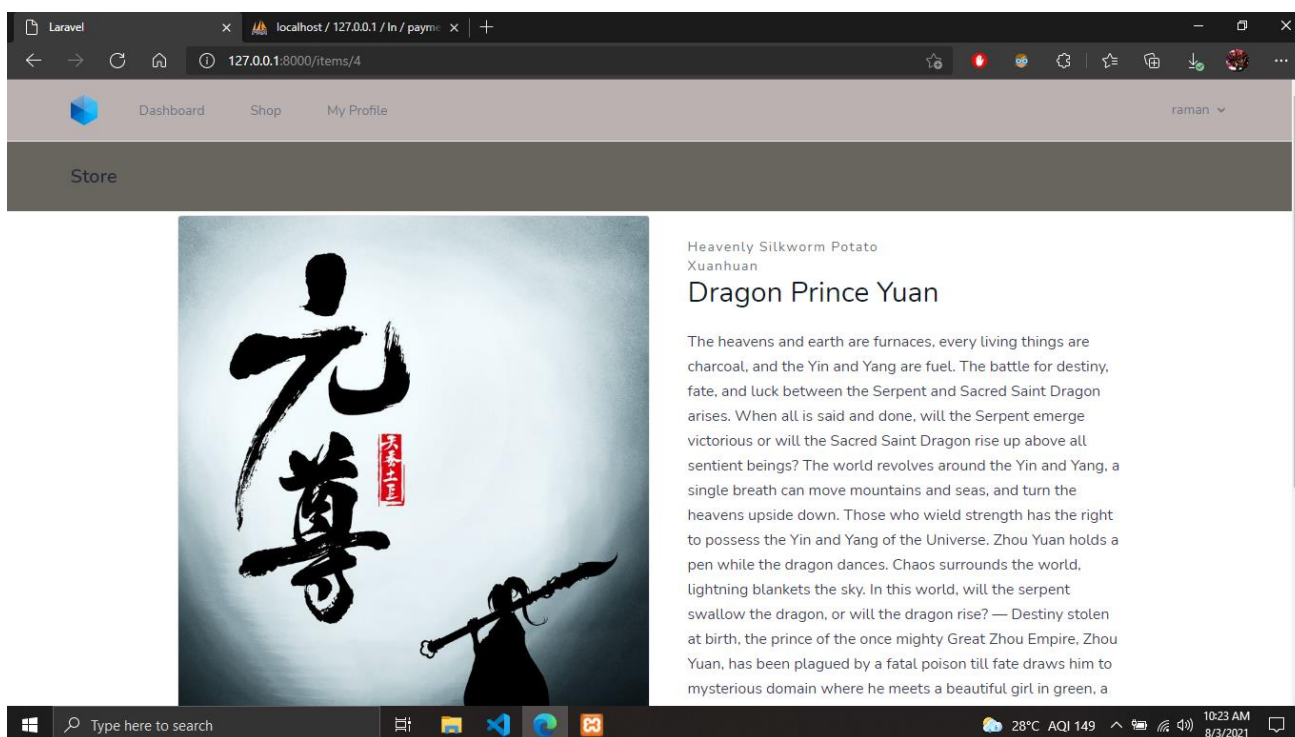 Laravel
localhost / 127.0.0.1 / ln / payme
127.0.0.1:8000/items/4
Dashboard Shop My Profile raman
Store
元
尊
天蚕土豆
Heavenly Silkworm Potato
Xuanhuan
Dragon Prince Yuan
The heavens and earth are furnaces, every living things are
charcoal, and the Yin and Yang are fuel. The battle for destiny,
fate, and luck between the Serpent and Sacred Saint Dragon
arises. When all is said and done, will the Serpent emerge
victorious or will the Sacred Saint Dragon rise up above all
sentient beings? The world revolves around the Yin and Yang, a
single breath can move mountains and seas, and turn the
heavens upside down. Those who wield strength has the right
to possess the Yin and Yang of the Universe. Zhou Yuan holds a
pen while the dragon dances. Chaos surrounds the world,
lightning blankets the sky. In this world, will the serpent
swallow the dragon, or will the dragon rise? — Destiny stolen
at birth, the prince of the once mighty Great Zhou Empire, Zhou
Yuan, has been plagued by a fatal poison till fate draws him to
mysterious domain where he meets a beautiful girl in green, a
Type here to search
28°C AQI 149
10:23 AM
8/3/2021